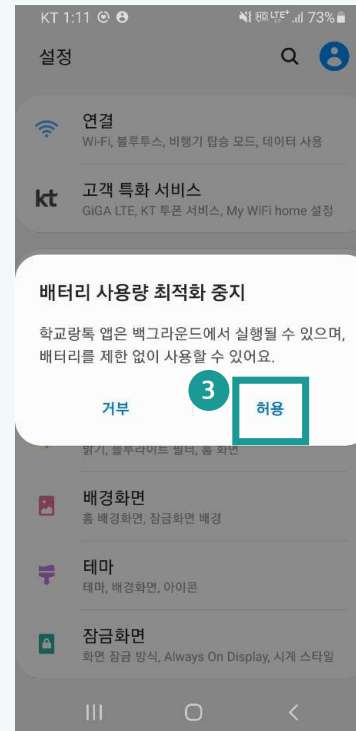 KT 1:11 73%
설정
연결
Wi-Fi, 블루투스, 비행기 탑승 모드, 데이터 사용
kt 고객 특화 서비스
GiGA LTE, KT 투폰 서비스, My WiFi home 설정
배터리 사용량 최적화 중지
학교랑톡 앱은 백그라운드에서 실행될 수 있으며,
배터리를 제한 없이 사용할 수 있어요.
3
거부 허용
밝기, 블루라이트 필터, 홈 화면
배경화면
홈 배경화면, 잠금화면 배경
테마
테마, 배경화면, 아이콘
잠금화면
화면 잠금 방식, Always On Display, 시계 스타일